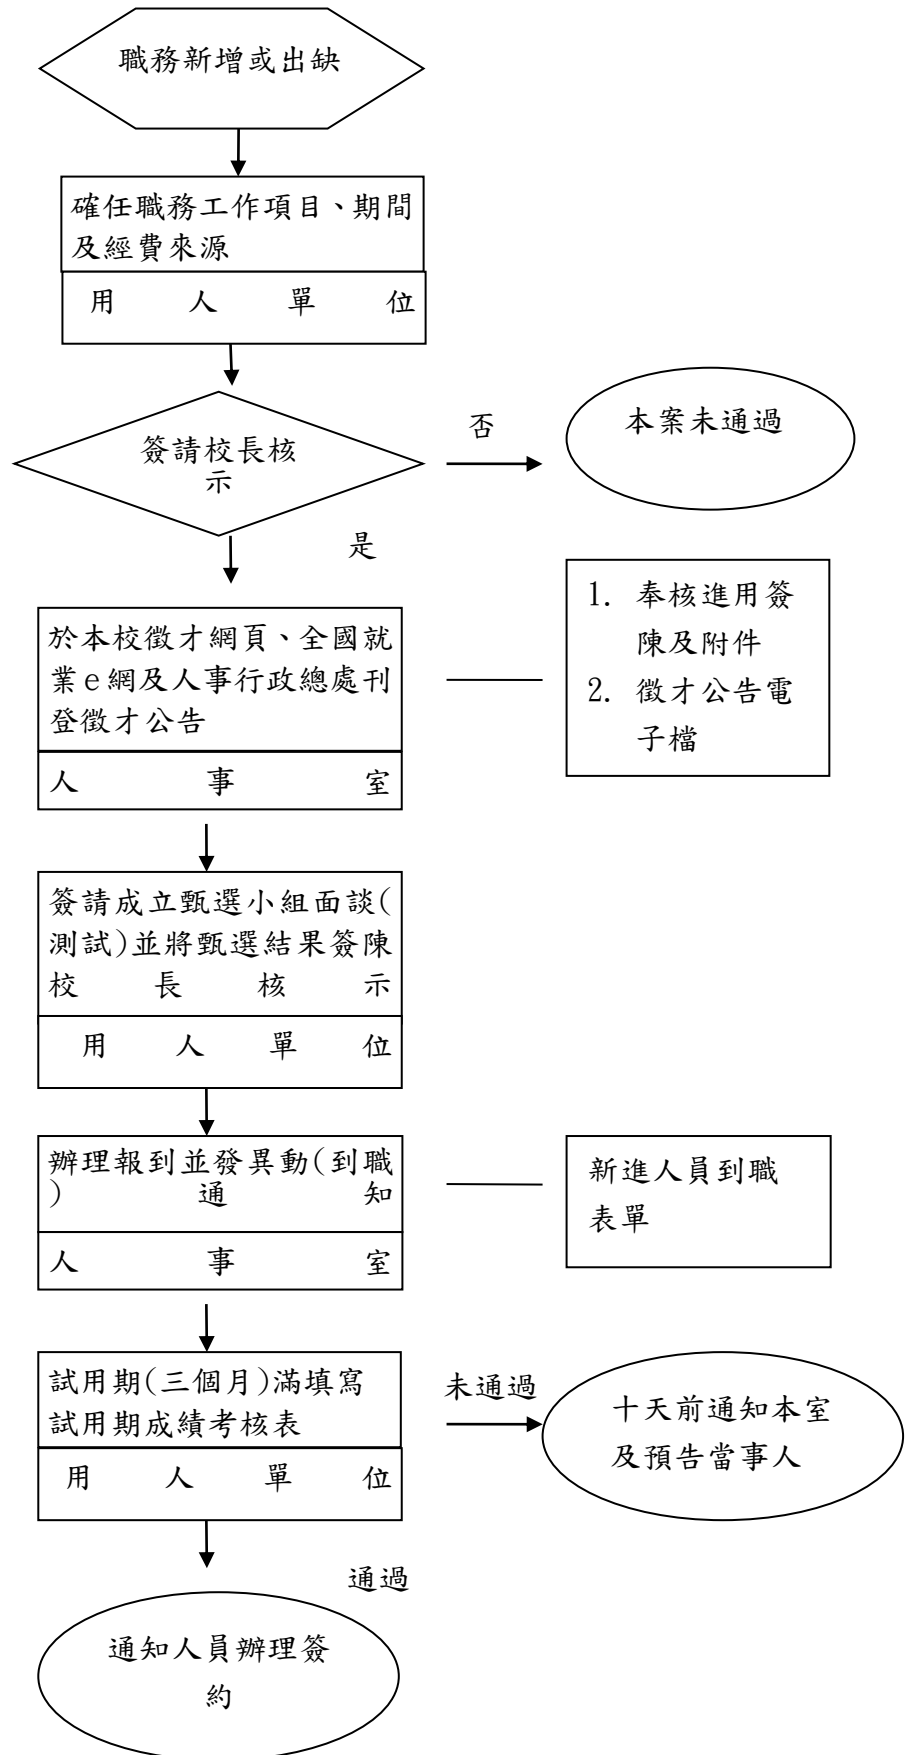 職務新增或出缺
確任職務工作項目、期間
及經費來源
用人單位
簽請校長核
示
否
本案未通過
是
於本校徵才網頁、全國就
業e網及人事行政總處刊
登徵才公告
人事室
1. 奉核進用簽
陳及附件
2. 徵才公告電
子檔
簽請成立甄選小組面談(
測試)並將甄選結果簽陳
校長核示
用人單位
辦理報到並發異動(到職
)通知
人事室
新進人員到職
表單
試用期(三個月)滿填寫
試用期成績考核表
用人單位
未通過
十天前通知本室
及預告當事人
通過
通知人員辦理簽
約